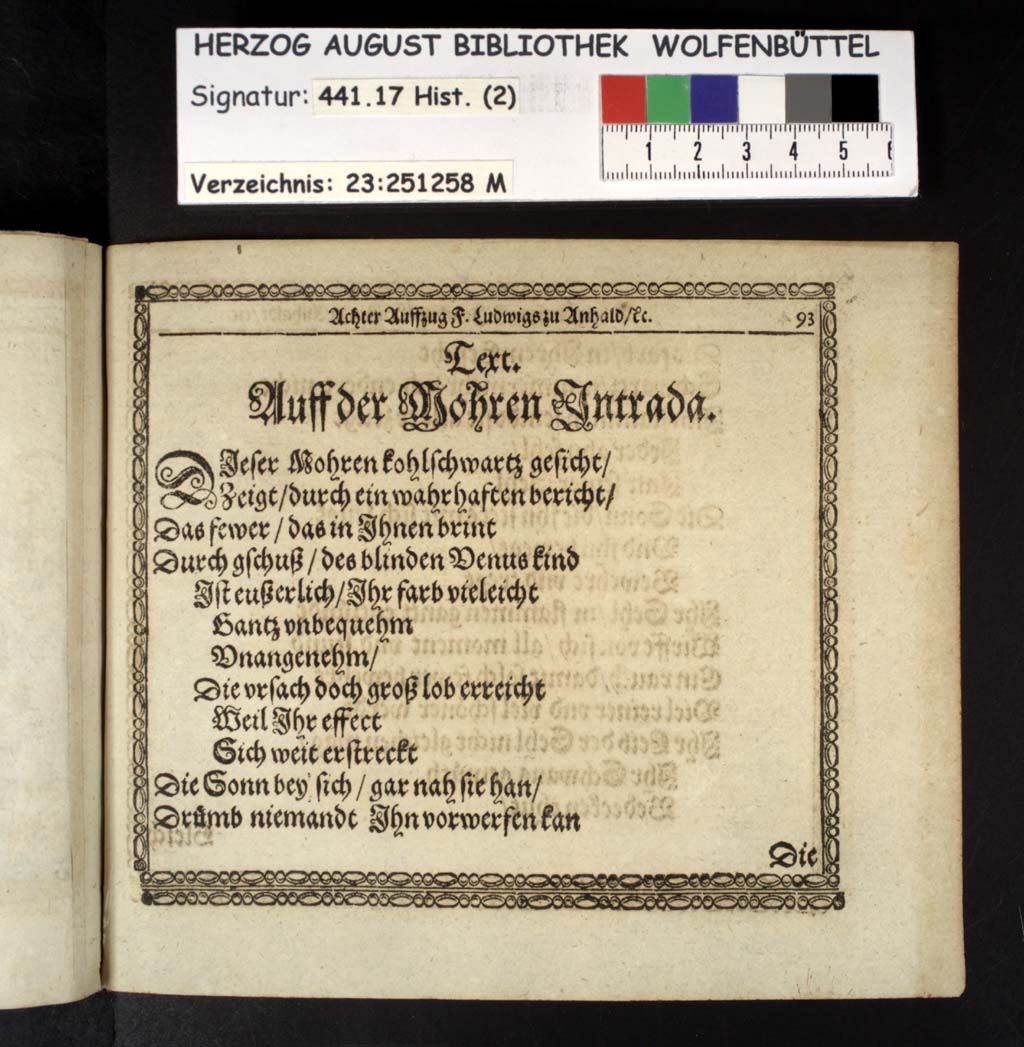 HERZOG AUGUST BIBLIOTHEK WOLFENBÜTTEL
Signatur: 441.17 Hist. (2)
1 2 3 4 5 6
Verzeichnis: 23:251258 M
Achter Auffzug F. Ludwigs zu Anhald/ꝛc. 93
Text.
Auff der Mohren Intrada.
DIeser Mohren kohlschwartz gesicht/
Zeigt/durch ein wahrhaften bericht/
Das fewer / das in Ihnen brint
Durch gschuß / des blinden Venus kind
Ist eußerlich/Ihr farb vieleicht
Gantz vnbequehm
Vnangenehm/
Die vrsach doch groß lob erreicht
Weil Ihr effect
Sich weit erstreckt
Die Sonn bey sich / gar nah sie han/
Drümb niemandt Ihn vorwerfen kan
Die